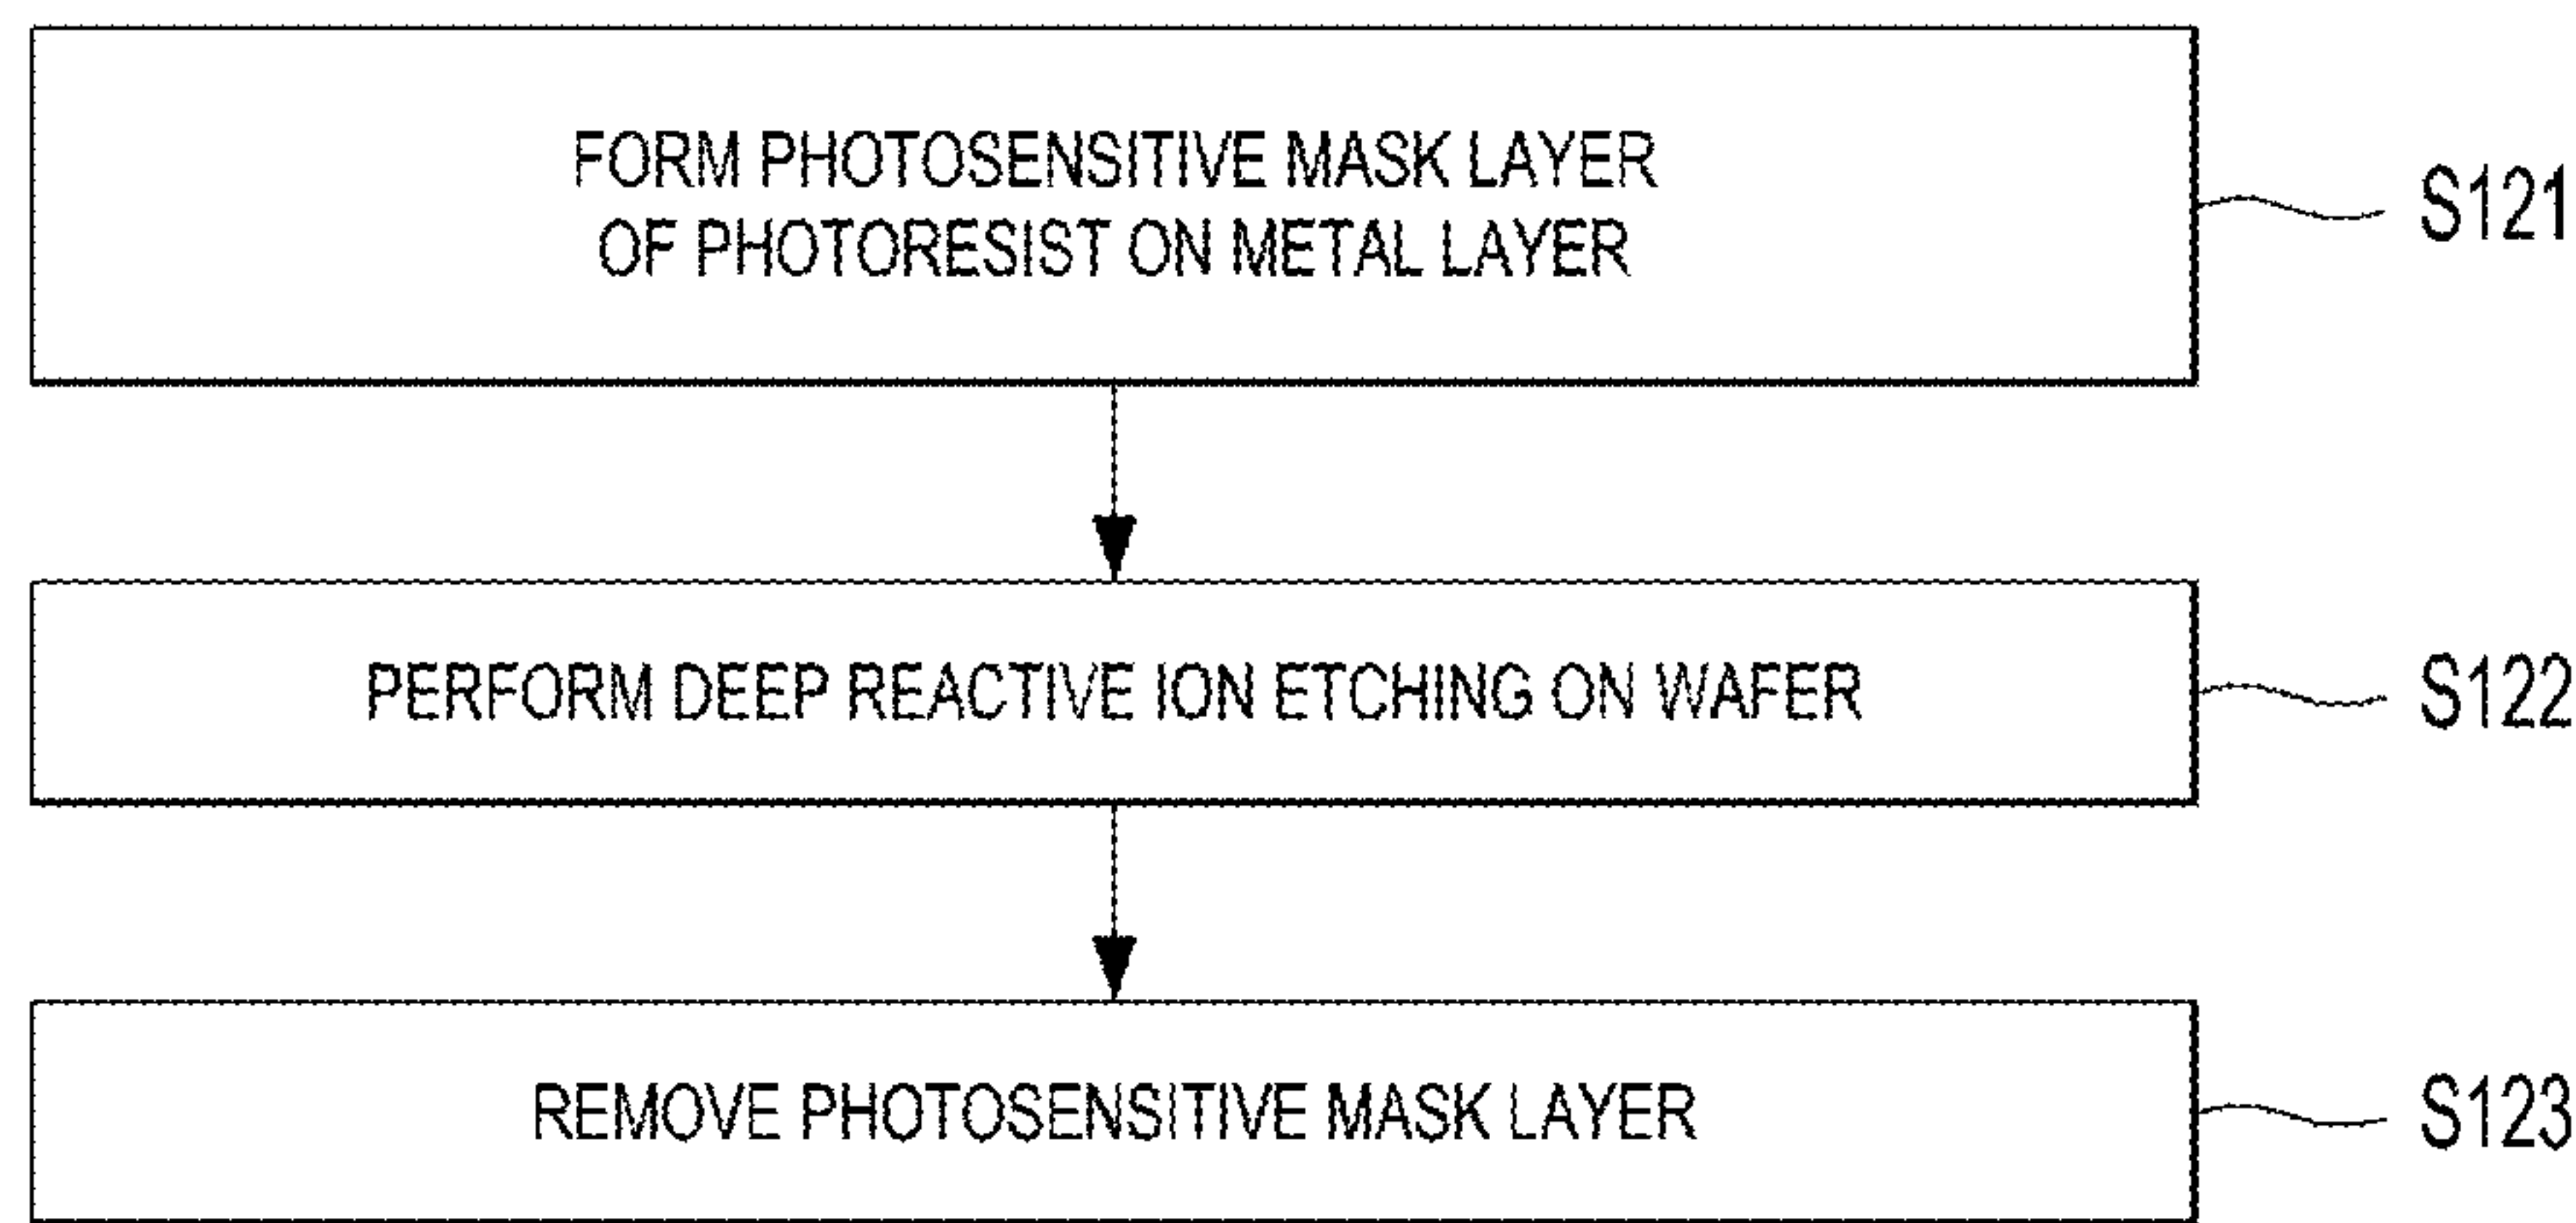 FORM PHOTOSENSITIVE MASK LAYER
OF PHOTORESIST ON METAL LAYER
S121
PERFORM DEEP REACTIVE ION ETCHING ON WAFER
S122
REMOVE PHOTOSENSITIVE MASK LAYER
S123